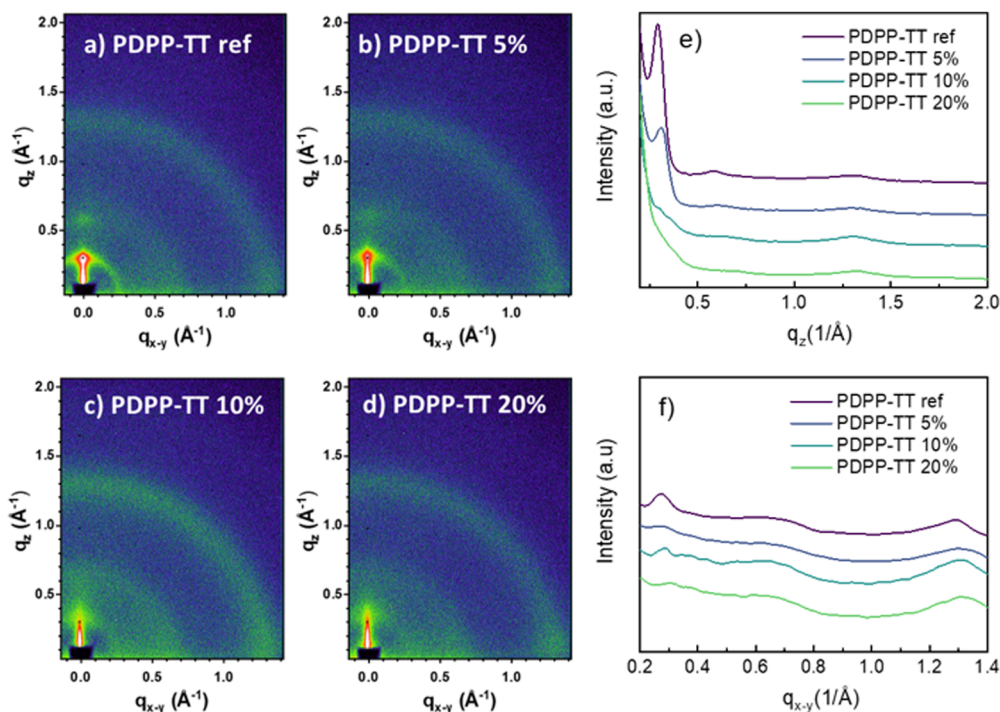 a) PDPP-TT ref
2.0
1.5
1.0
0.5
qz (Å-1)
0.0
0.5
1.0
qx-y (Å-1)
b) PDPP-TT 5%
2.0
1.5
1.0
0.5
qz (Å-1)
0.0
0.5
1.0
qx-y (Å-1)
e)
PDPP-TT ref
PDPP-TT 5%
PDPP-TT 10%
PDPP-TT 20%
Intensity (a.u.)
0.5
1.0
1.5
2.0
qz(1/Å)
c) PDPP-TT 10%
2.0
1.5
1.0
0.5
qz (Å-1)
0.0
0.5
1.0
qx-y (Å-1)
d) PDPP-TT 20%
2.0
1.5
1.0
0.5
qz (Å-1)
0.0
0.5
1.0
qx-y (Å-1)
f)
PDPP-TT ref
PDPP-TT 5%
PDPP-TT 10%
PDPP-TT 20%
Intensity (a.u)
0.2
0.4
0.6
0.8
1.0
1.2
1.4
qx-y(1/Å)